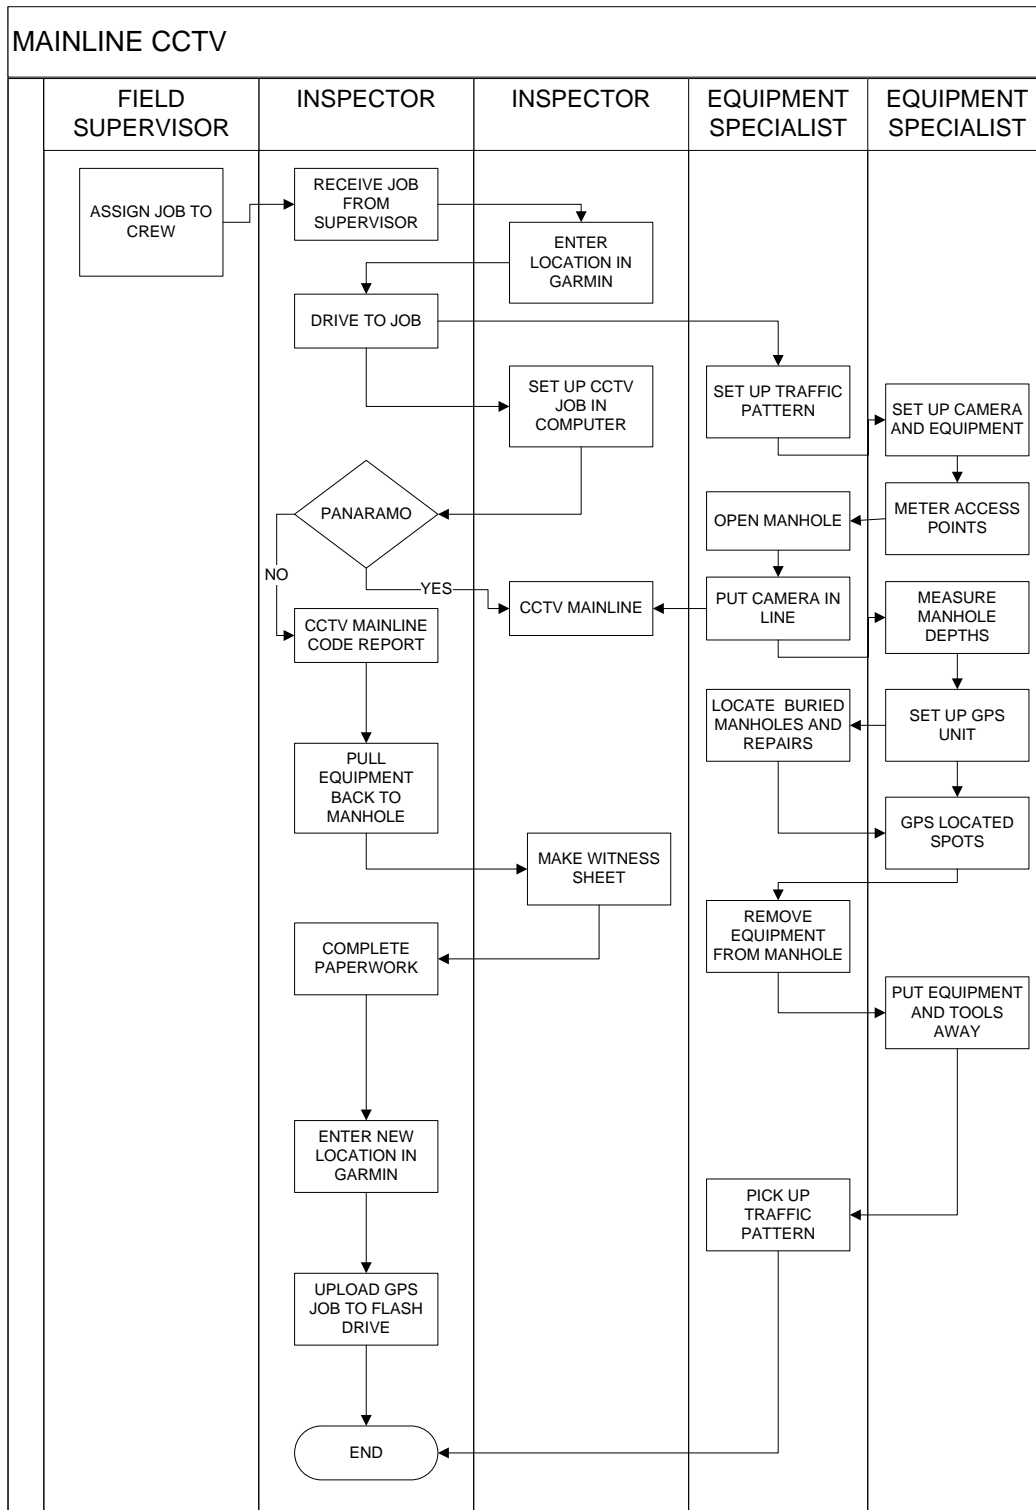 MAINLINE CCTV
FIELD
SUPERVISOR
INSPECTOR
INSPECTOR
EQUIPMENT
SPECIALIST
EQUIPMENT
SPECIALIST
ASSIGN JOB TO
CREW
RECEIVE JOB
FROM
SUPERVISOR
ENTER
LOCATION IN
GARMIN
DRIVE TO JOB
SET UP CCTV
JOB IN
COMPUTER
SET UP TRAFFIC
PATTERN
SET UP CAMERA
AND EQUIPMENT
PANARAMO
OPEN MANHOLE
METER ACCESS
POINTS
NO
YES
CCTV MAINLINE
CODE REPORT
CCTV MAINLINE
PUT CAMERA IN
LINE
MEASURE
MANHOLE
DEPTHS
LOCATE BURIED
MANHOLES AND
REPAIRS
SET UP GPS
UNIT
PULL
EQUIPMENT
BACK TO
MANHOLE
GPS LOCATED
SPOTS
MAKE WITNESS
SHEET
REMOVE
EQUIPMENT
FROM MANHOLE
COMPLETE
PAPERWORK
PUT EQUIPMENT
AND TOOLS
AWAY
ENTER NEW
LOCATION IN
GARMIN
PICK UP
TRAFFIC
PATTERN
UPLOAD GPS
JOB TO FLASH
DRIVE
END